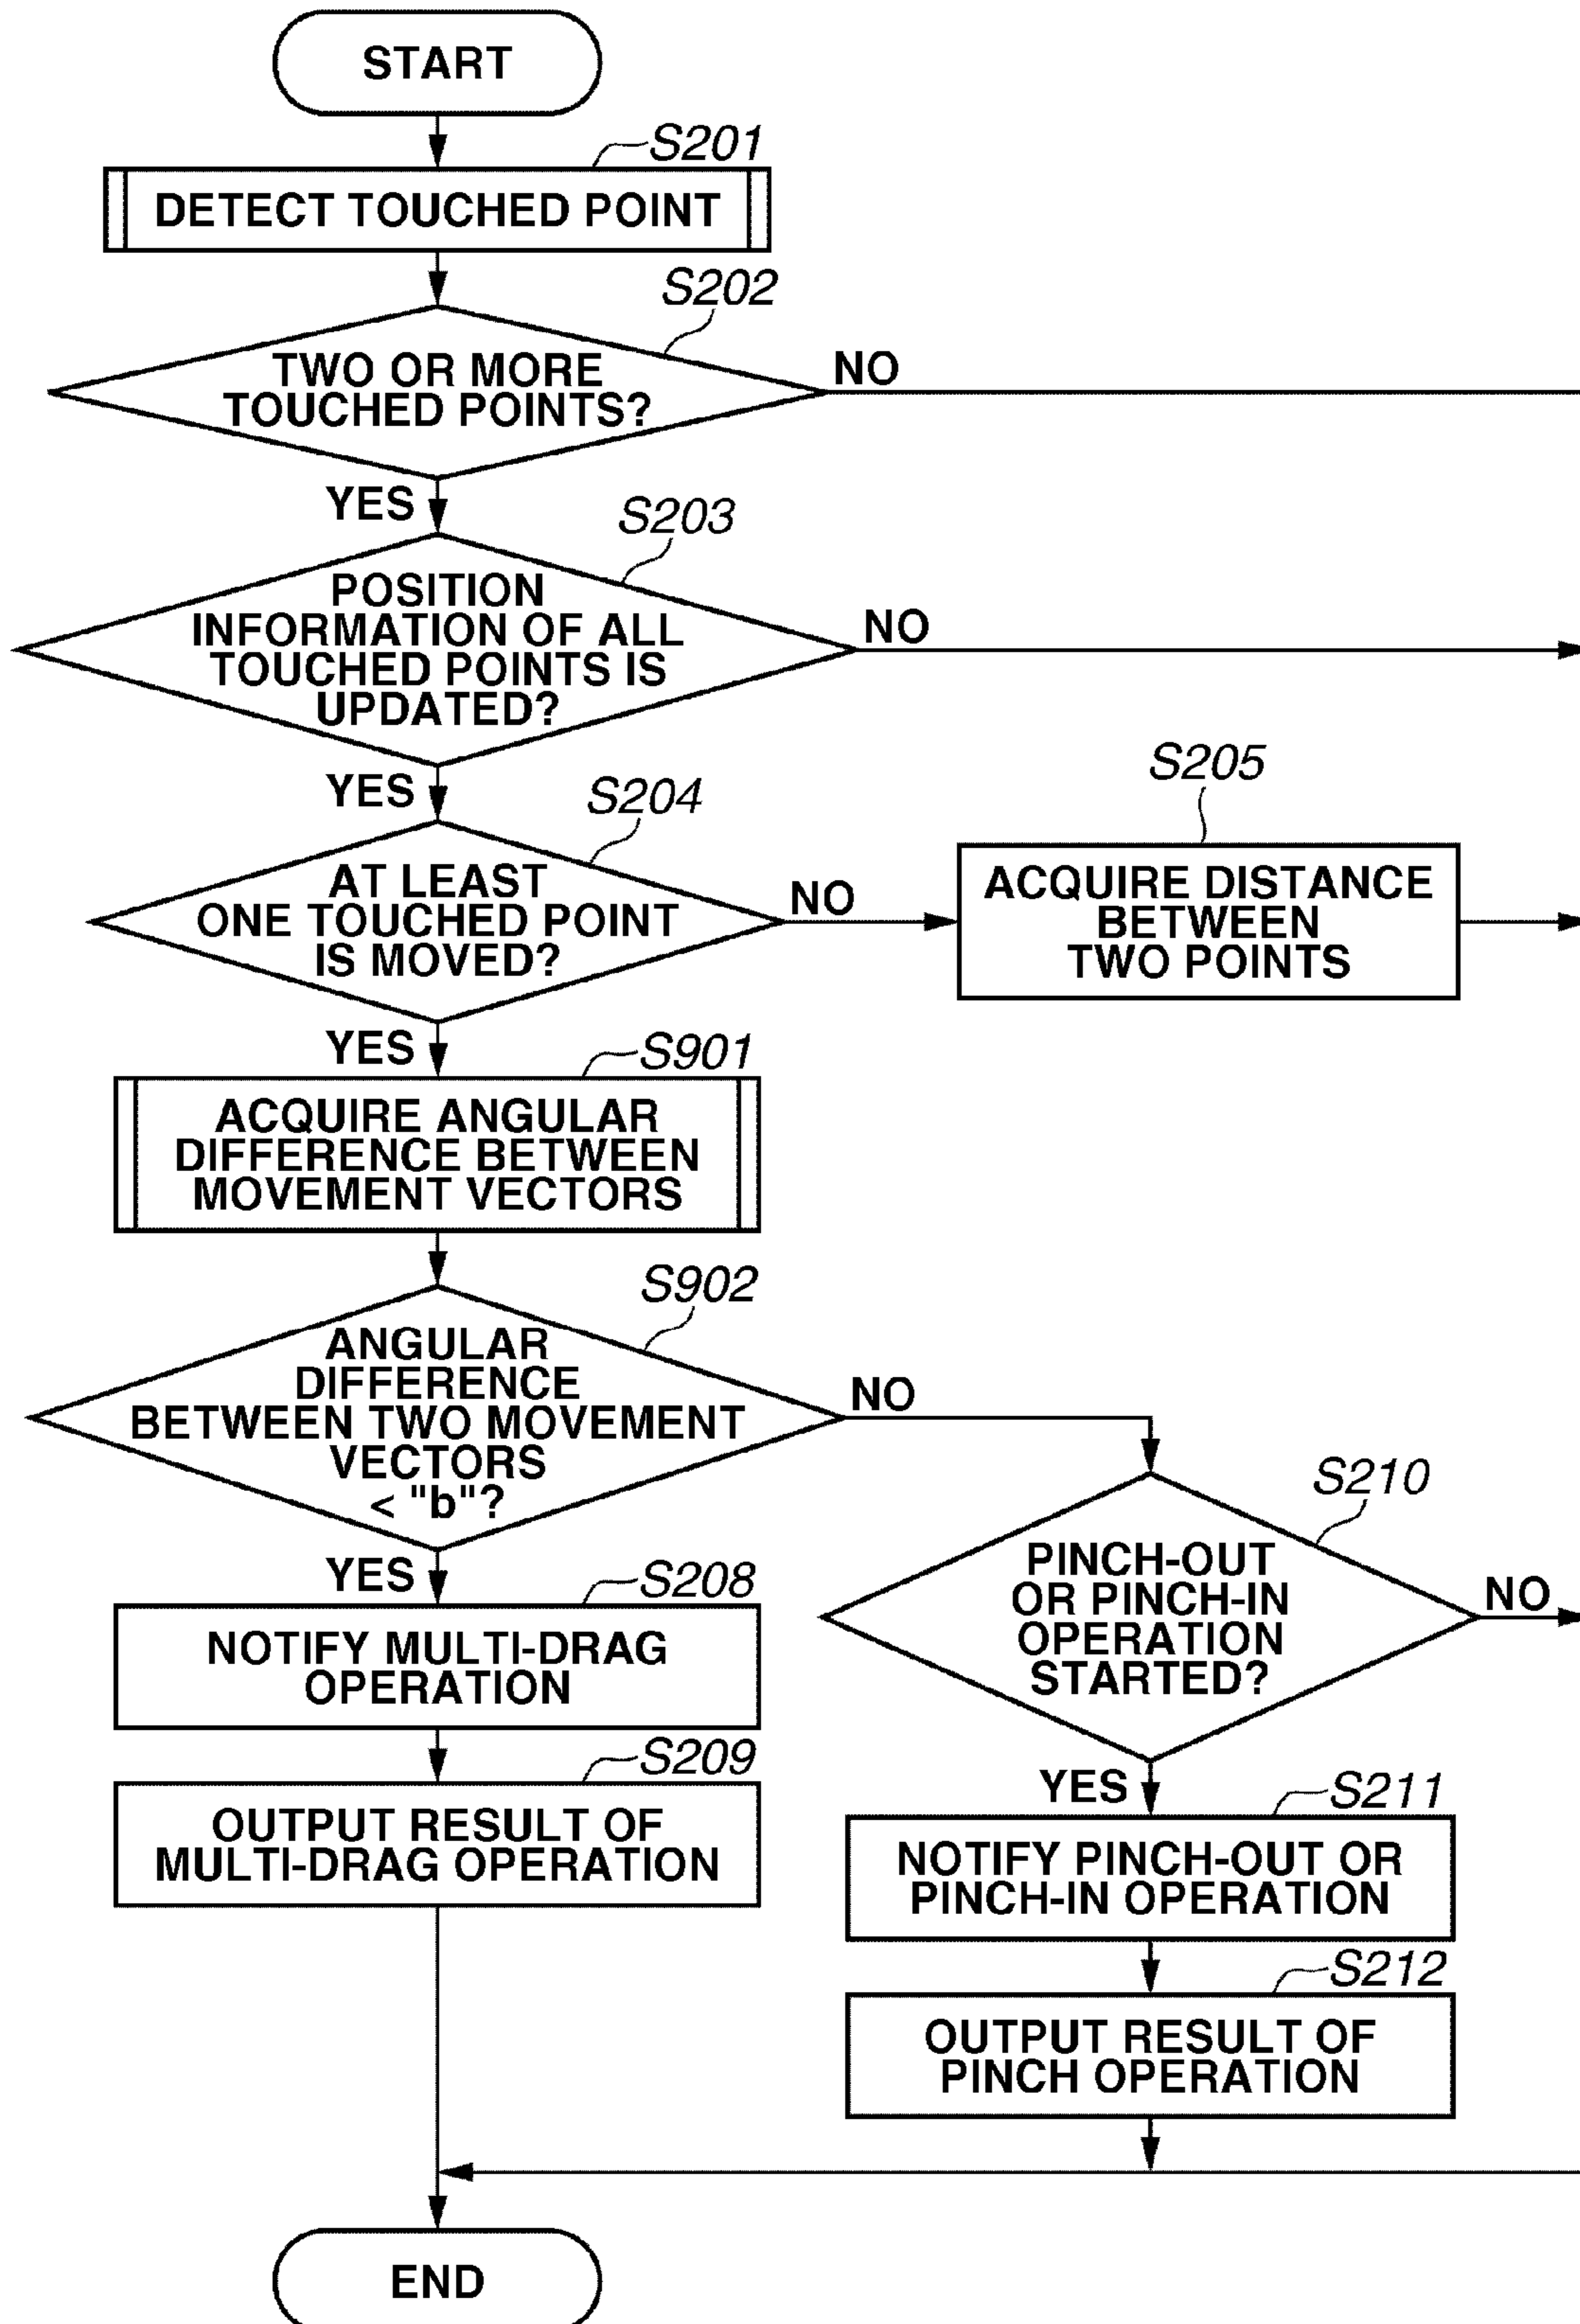 START
S201
DETECT TOUCHED POINT
S202
TWO OR MORE
TOUCHED POINTS?
NO
YES
S203
POSITION
INFORMATION OF ALL
TOUCHED POINTS IS
UPDATED?
NO
YES
S204
AT LEAST
ONE TOUCHED POINT
IS MOVED?
NO
S205
ACQUIRE DISTANCE
BETWEEN
TWO POINTS
YES
S901
ACQUIRE ANGULAR
DIFFERENCE BETWEEN
MOVEMENT VECTORS
S902
ANGULAR
DIFFERENCE
BETWEEN TWO MOVEMENT
VECTORS
< "b"?
NO
YES
S208
NOTIFY MULTI-DRAG
OPERATION
S209
OUTPUT RESULT OF
MULTI-DRAG OPERATION
S210
PINCH-OUT
OR PINCH-IN
OPERATION
STARTED?
NO
YES
S211
NOTIFY PINCH-OUT OR
PINCH-IN OPERATION
S212
OUTPUT RESULT OF
PINCH OPERATION
END